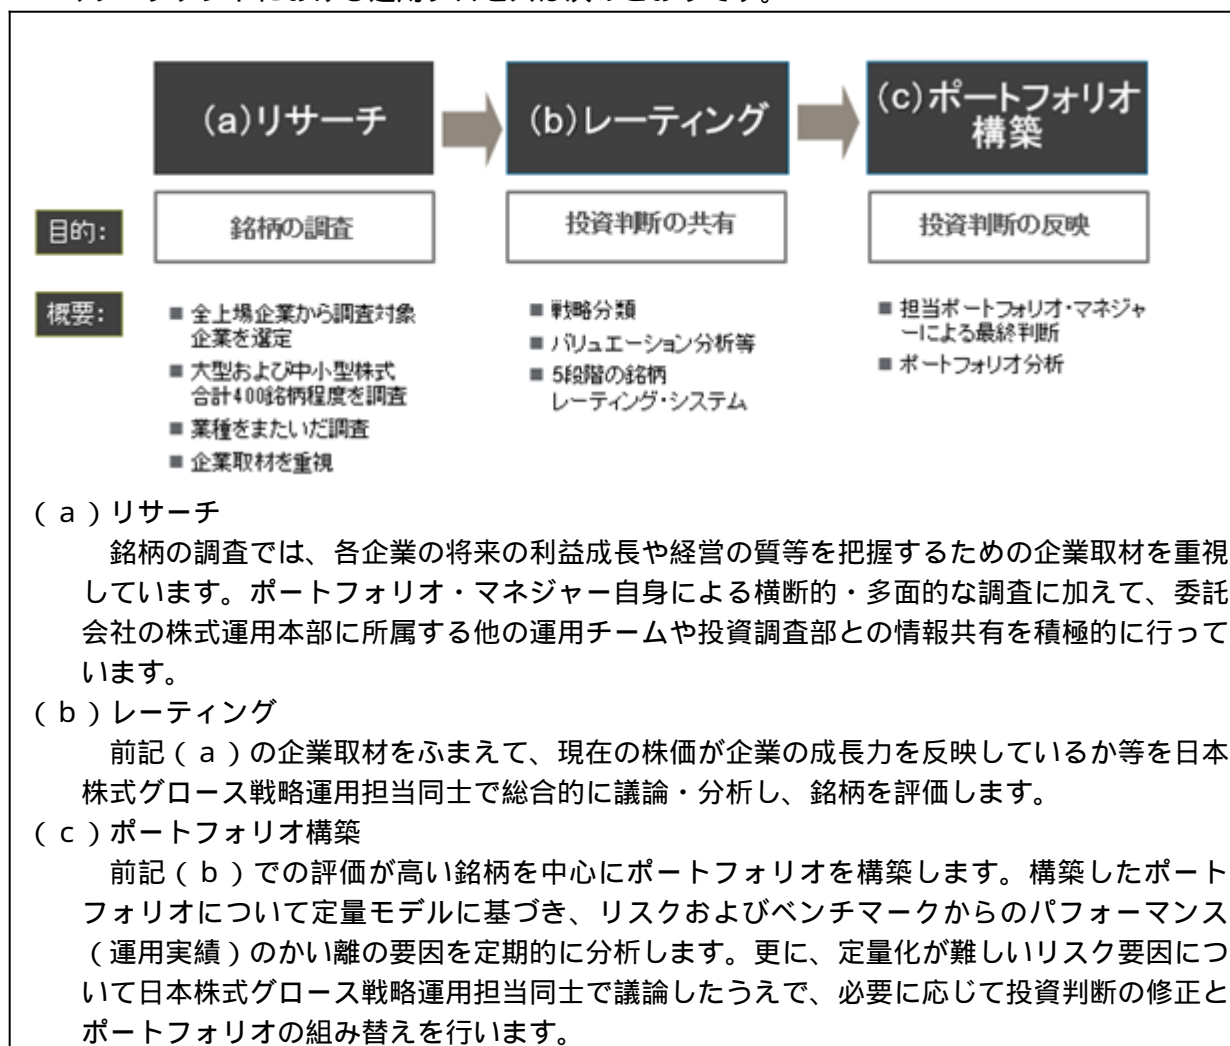 (a)リサーチ
(b)レーティング
(c)ポートフォリオ
構築
目的:
銘柄の調査
投資判断の共有
投資判断の反映
概要:
■ 全上場企業から調査対象
企業を選定
■ 大型および中小型株式
合計400銘柄程度を調査
■ 業種をまたいだ調査
■ 企業取材を重視
■ 戦略分類
■ バリュエーション分析等
■ 5段階の銘柄
レーティング・システム
■ 担当ポートフォリオ・マネジャ
ーによる最終判断
■ ポートフォリオ分析
(a)リサーチ
銘柄の調査では、各企業の将来の利益成長や経営の質等を把握するための企業取材を重視
しています。ポートフォリオ・マネジャー自身による横断的・多面的な調査に加えて、委託
会社の株式運用本部に所属する他の運用チームや投資調査部との情報共有を積極的に行って
います。
(b)レーティング
前記(a)の企業取材をふまえて、現在の株価が企業の成長力を反映しているか等を日本
株式グロース戦略運用担当同士で総合的に議論・分析し、銘柄を評価します。
(c)ポートフォリオ構築
前記(b)での評価が高い銘柄を中心にポートフォリオを構築します。構築したポート
フォリオについて定量モデルに基づき、リスクおよびベンチマークからのパフォーマンス
(運用実績)のかい離の要因を定期的に分析します。更に、定量化が難しいリスク要因につ
いて日本株式グロース戦略運用担当同士で議論したうえで、必要に応じて投資判断の修正と
ポートフォリオの組み替えを行います。